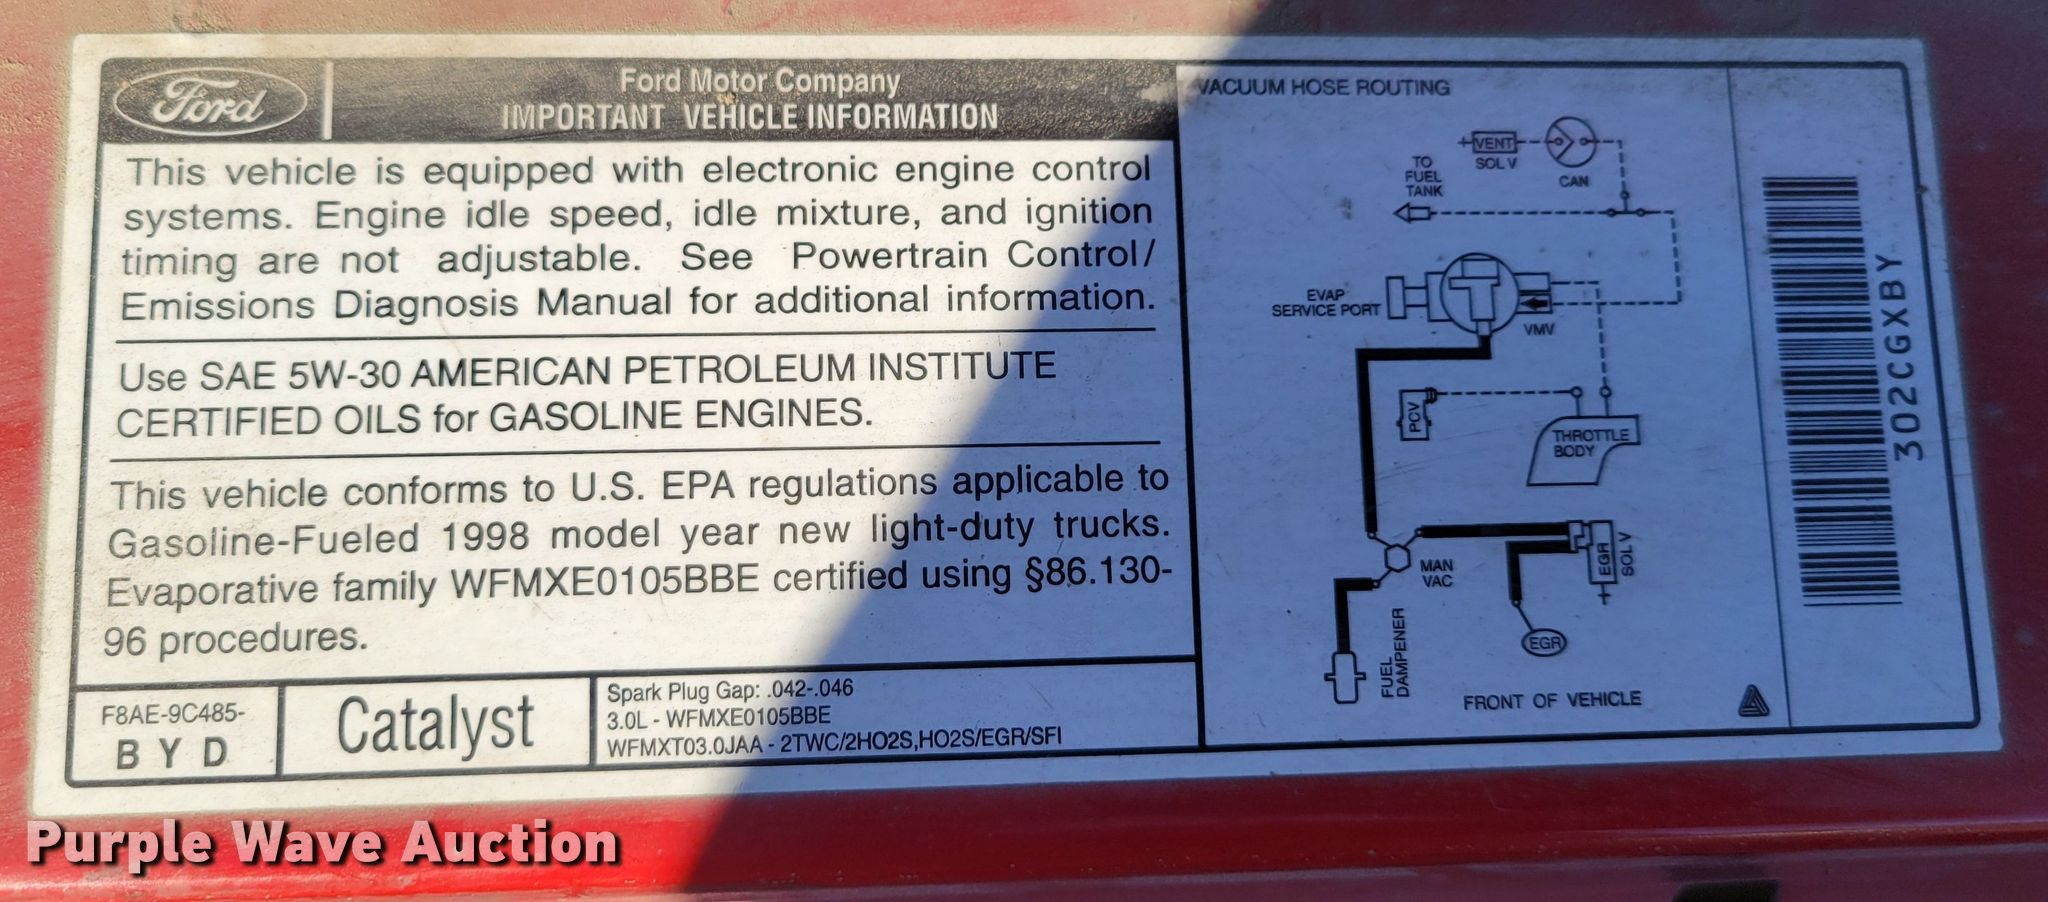 Ford
Ford Motor Company
IMPORTANT VEHICLE INFORMATION
This vehicle is equipped with electronic engine control
systems. Engine idle speed, idle mixture, and ignition
timing are not adjustable. See Powertrain Control/
Emissions Diagnosis Manual for additional information.
Use SAE 5W-30 AMERICAN PETROLEUM INSTITUTE
CERTIFIED OILS for GASOLINE ENGINES.
This vehicle conforms to U.S. EPA regulations applicable to
Gasoline-Fueled 1998 model year new light-duty trucks.
Evaporative family WFMXE0105BBE certified using §86.130-
96 procedures.
F8AE-9C485-
B Y D
Catalyst
Spark Plug Gap: .042-.046
3.0L - WFMXE0105BBE
WFMXT03.0JAA - 2TWC/2HO2S,HO2S/EGR/SFI
VACUUM HOSE ROUTING
VENT
SOL V
CAN
TO
FUEL
TANK
EVAP
SERVICE PORT
VMV
PCV
THROTTLE
BODY
MAN
VAC
EGR
SOL V
EGR
FUEL
DAMPENER
FRONT OF VEHICLE
302CGXBY
Purple Wave Auction